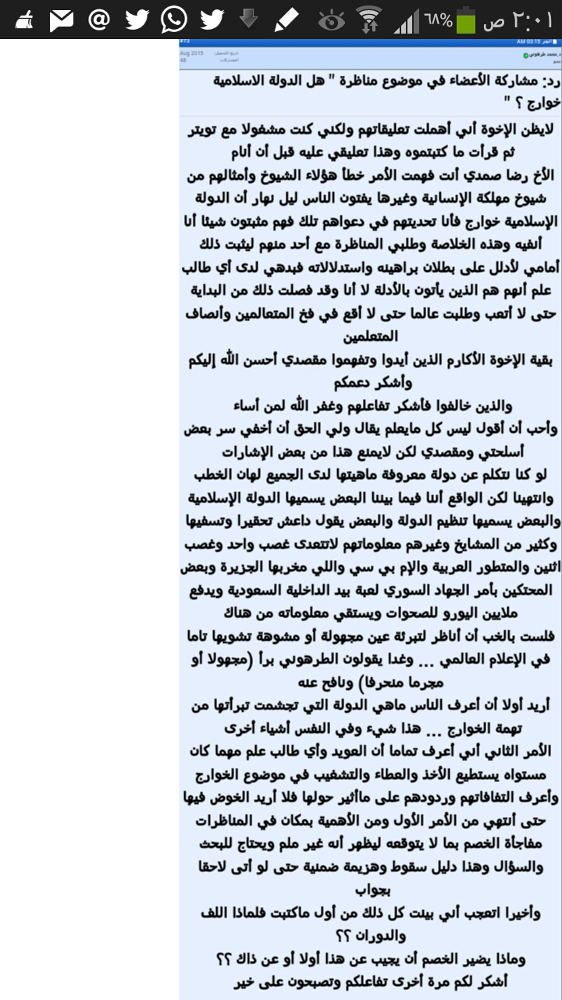 ٢:٠١ ص ٦٨%
#73
الفجر 03:15 AM
د.محمد طرهوني
عضو
تاريخ التسجيل: Aug 2015
المشاركات: 48
رد: مشاركة الأعضاء في موضوع مناظرة " هل الدولة الاسلامية
خوارج ؟ "
لايظن الإخوة أني أهملت تعليقاتهم ولكني كنت مشغولا مع تويتر
ثم قرأت ما كتبتموه وهذا تعليقي عليه قبل أن أنام
الأخ رضا صمدي أنت فهمت الأمر خطأ هؤلاء الشيوخ وأمثالهم من
شيوخ مهلكة الإنسانية وغيرها يفتون الناس ليل نهار أن الدولة
الإسلامية خوارج فأنا تحديتهم في دعواهم تلك فهم مثبتون شيئا أنا
أنفيه وهذه الخلاصة وطلبي المناظرة مع أحد منهم ليثبت ذلك
أمامي لأدلل على بطلان براهينه واستدلالاته فبدهي لدى أي طالب
علم أنهم هم الذين يأتون بالأدلة لا أنا وقد فصلت ذلك من البداية
حتى لا أتعب وطلبت عالما حتى لا أقع في فخ المتعالمين وأنصاف
المتعلمين
بقية الإخوة الأكارم الذين أيدوا وتفهموا مقصدي أحسن الله إليكم
وأشكر دعمكم
والذين خالفوا فأشكر تفاعلهم وغفر الله لمن أساء
وأحب أن أقول ليس كل مايعلم يقال ولي الحق أن أخفي سر بعض
أسلحتي ومقصدي لكن لايمنع هذا من بعض الإشارات
لو كنا نتكلم عن دولة معروفة ماهيتها لدى الجميع لهان الخطب
وانتهينا لكن الواقع أننا فيما بيننا البعض يسميها الدولة الإسلامية
والبعض يسميها تنظيم الدولة والبعض يقول داعش تحقيرا وتسفيها
وكثير من المشايخ وغيرهم معلوماتهم لاتتعدى غصب واحد وغصب
اثنين والمتطور العربية والإم بي سي واللي مخربها الجزيرة وبعض
المحتكين بأمر الجهاد السوري لعبة بيد الداخلية السعودية ويدفع
ملايين اليورو للصحوات ويستقي معلوماته من هناك
فلست بالخب أن أناظر لتبرئة عين مجهولة أو مشوهة تشويها تاما
في الإعلام العالمي ... وغدا يقولون الطرهوني برأ (مجهولا أو
مجرما منحرفا) ونافح عنه
أريد أولا أن أعرف الناس ماهي الدولة التي تجشمت تبرأتها من
تهمة الخوارج ... هذا شيء وفي النفس أشياء أخرى
الأمر الثاني أني أعرف تماما أن العويد وأي طالب علم مهما كان
مستواه يستطيع الأخذ والعطاء والتشغيب في موضوع الخوارج
وأعرف التفافاتهم وردودهم على ماأثير حولها فلا أريد الخوض فيها
حتى أنتهي من الأمر الأول ومن الأهمية بمكان في المناظرات
مفاجأة الخصم بما لا يتوقعه ليظهر أنه غير ملم ويحتاج للبحث
والسؤال وهذا دليل سقوط وهزيمة ضمنية حتى لو أتى لاحقا
بجواب
وأخيرا اتعجب أني بينت كل ذلك من أول ماكتبت فلماذا اللف
والدوران ؟؟
وماذا يضير الخصم أن يجيب عن هذا أولا أو عن ذاك ؟؟
أشكر لكم مرة أخرى تفاعلكم وتصبحون على خير